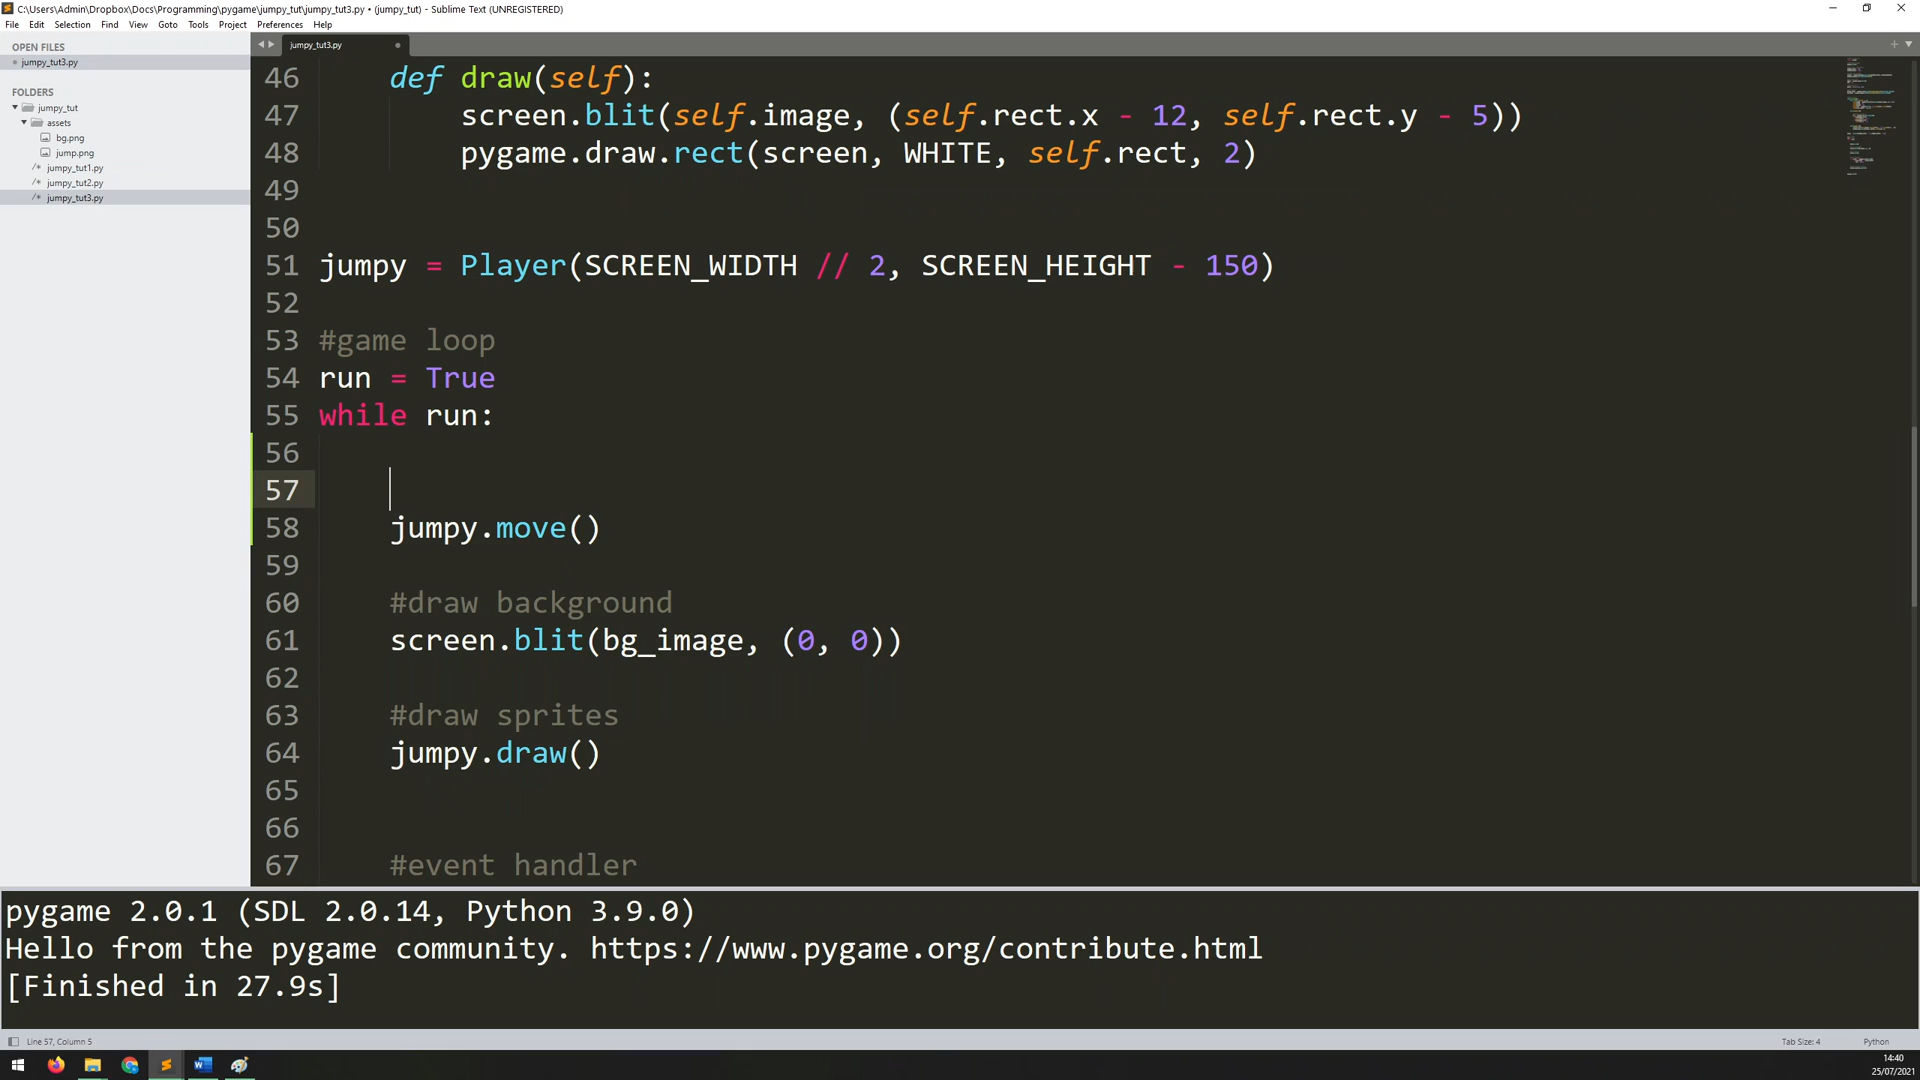 C:\Users\Admin\Dropbox\Docs\Programming\pygame\jumpy_tut\jumpy_tut3.py • (jumpy_tut) - Sublime Text (UNREGISTERED)
File Edit Selection Find View Goto Tools Project Preferences Help
OPEN FILES
jumpy_tut3.py
FOLDERS
jumpy_tut
assets
bg.png
jump.png
jumpy_tut1.py
jumpy_tut2.py
jumpy_tut3.py
jumpy_tut3.py
46 def draw(self):
47 screen.blit(self.image, (self.rect.x - 12, self.rect.y - 5))
48 pygame.draw.rect(screen, WHITE, self.rect, 2)
49
50
51 jumpy = Player(SCREEN_WIDTH // 2, SCREEN_HEIGHT - 150)
52
53 #game loop
54 run = True
55 while run:
56
57
58 jumpy.move()
59
60 #draw background
61 screen.blit(bg_image, (0, 0))
62
63 #draw sprites
64 jumpy.draw()
65
66
67 #event handler
pygame 2.0.1 (SDL 2.0.14, Python 3.9.0)
Hello from the pygame community. https://www.pygame.org/contribute.html
[Finished in 27.9s]
Line 57, Column 5
Tab Size: 4
Python
14:40
25/07/2021